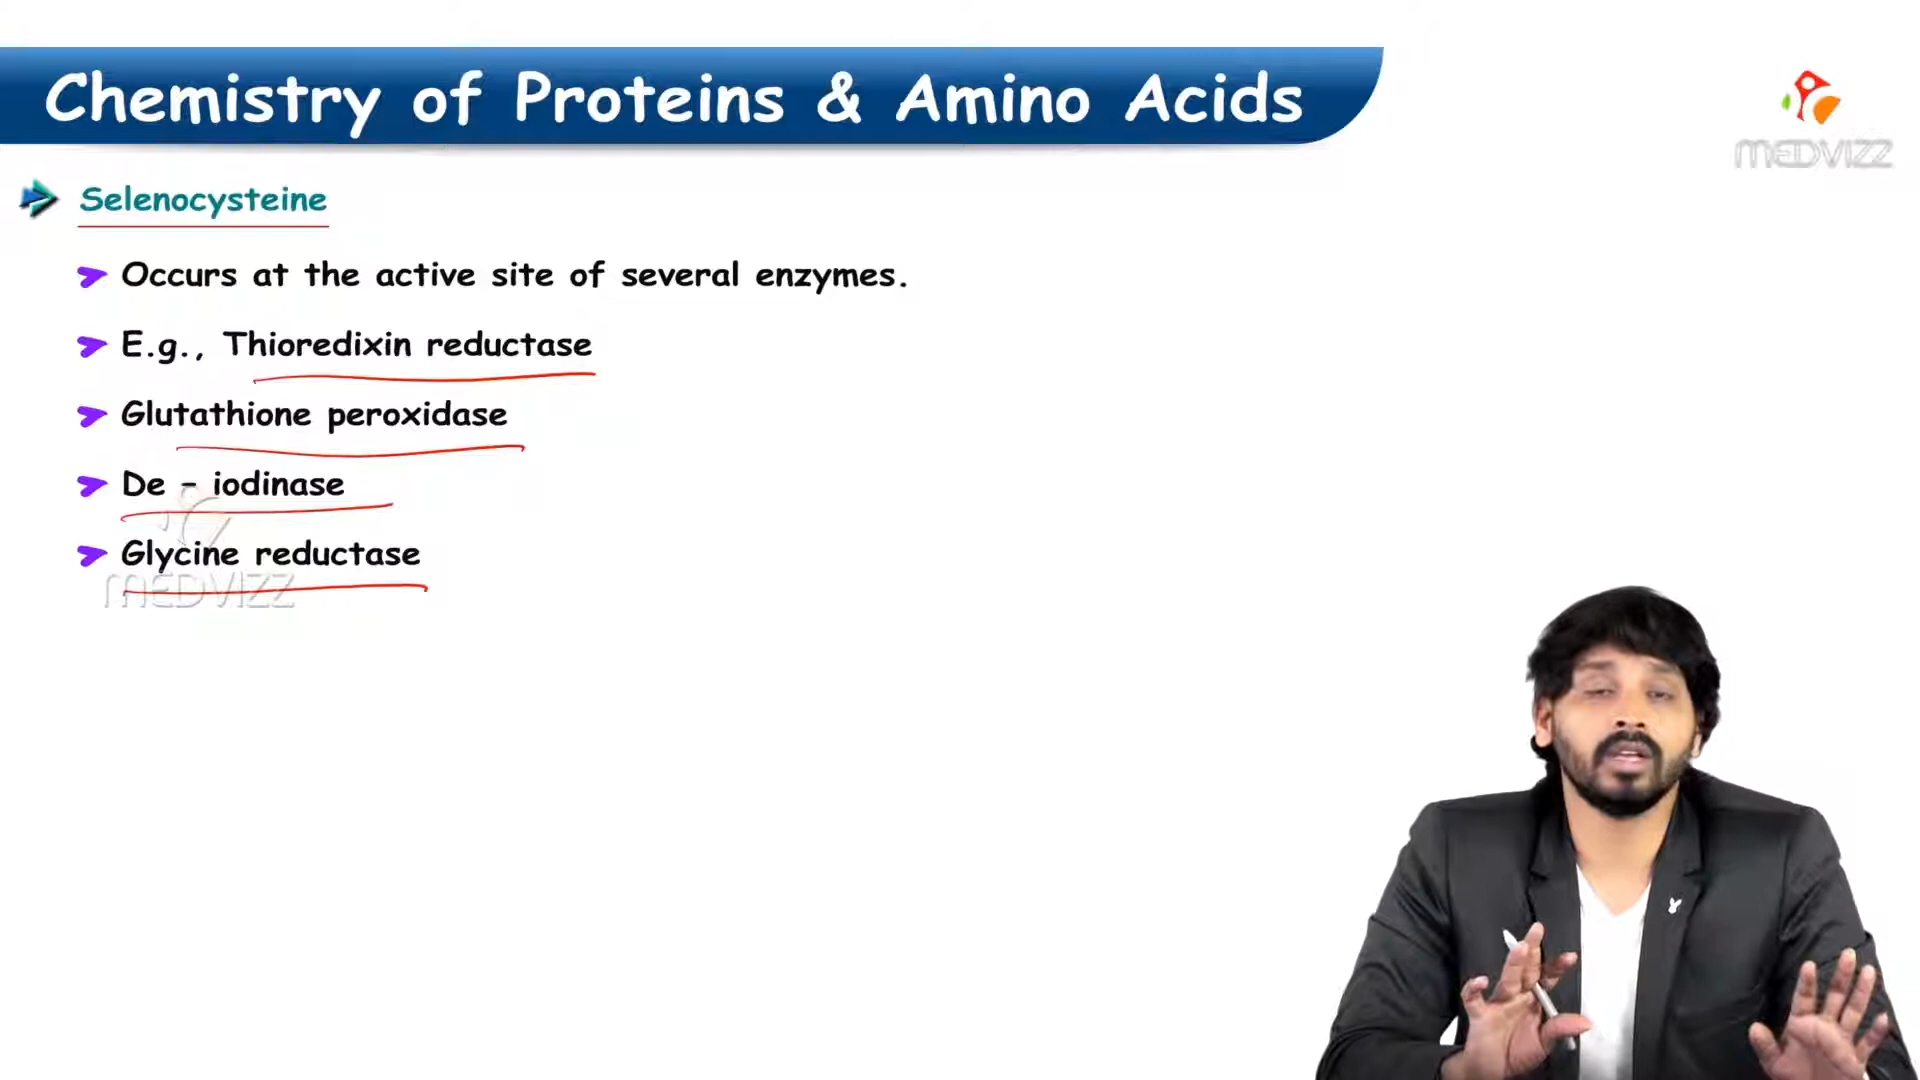 Chemistry of Proteins & Amino Acids
MEDVIZZ
Selenocysteine
Occurs at the active site of several enzymes.
E.g., Thioredixin reductase
Glutathione peroxidase
De - iodinase
Glycine reductase
MEDVIZZ